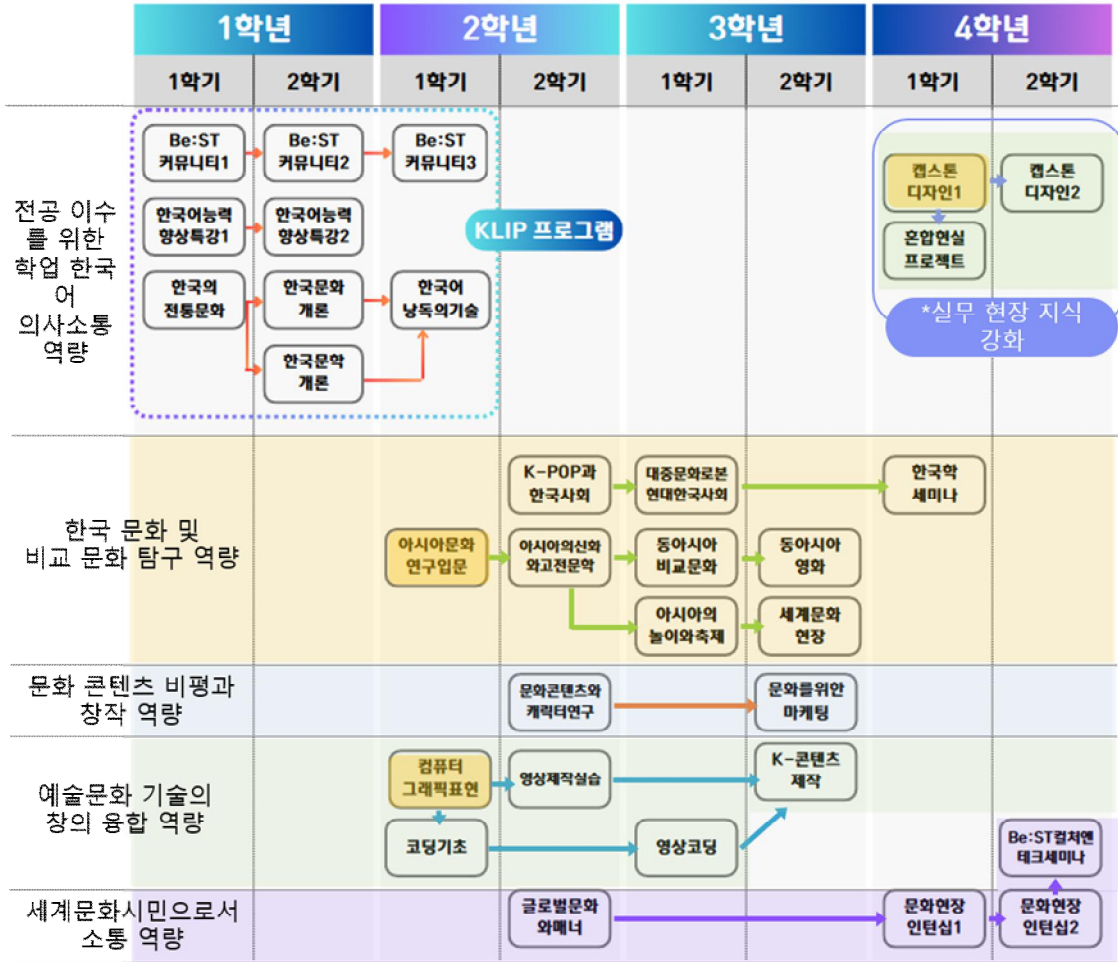 1학년
2학년
3학년
4학년
1학기
2학기
1학기
2학기
1학기
2학기
1학기
2학기
전공 이수
를 위한
학업 한국
어
의사소통
역량
Be:ST
커뮤니티1
Be:ST
커뮤니티2
Be:ST
커뮤니티3
한국어능력
향상특강1
한국어능력
향상특강2
KLIP 프로그램
한국의
전통문화
한국문화
개론
한국어
낭독의기술
한국문학
개론
캡스톤
디자인1
캡스톤
디자인2
혼합현실
프로젝트
*실무 현장 지식
강화
한국 문화 및
비교 문화 탐구 역량
K-POP과
한국사회
대중문화로본
현대한국사회
한국학
세미나
아시아문화
연구입문
아시아의신화
와고전문학
동아시아
비교문화
동아시아
영화
아시아의
놀이와축제
세계문화
현장
문화 콘텐츠 비평과
창작 역량
문화콘텐츠와
캐릭터연구
문화를위한
마케팅
예술문화 기술의
창의 융합 역량
컴퓨터
그래픽표현
영상제작실습
K-콘텐츠
제작
코딩기초
영상코딩
Be:ST컬처앤
테크세미나
세계문화시민으로서
소통 역량
글로벌문화
와매너
문화현장
인턴십1
문화현장
인턴십2